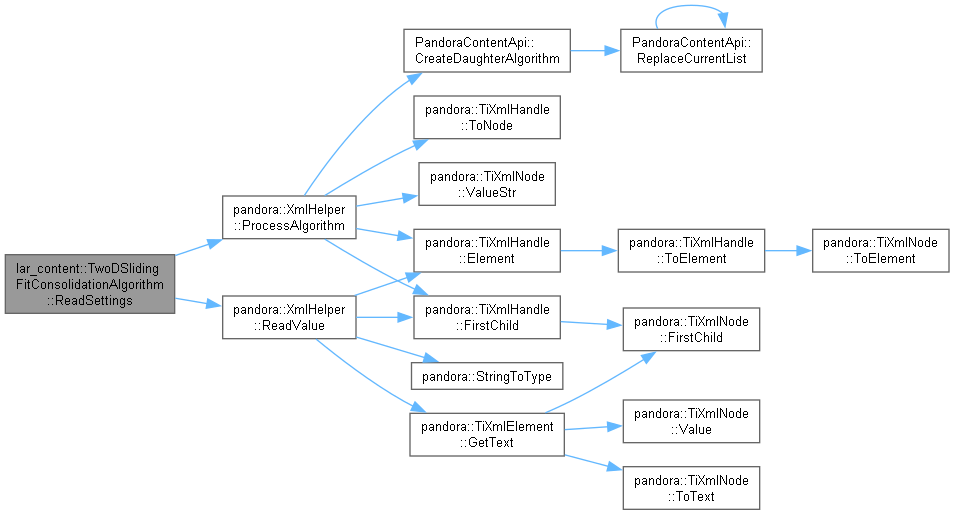 lar_content::TwoDSliding
FitConsolidationAlgorithm
::ReadSettings
pandora::XmlHelper
::ProcessAlgorithm
pandora::XmlHelper
::ReadValue
PandoraContentApi::
CreateDaughterAlgorithm
pandora::TiXmlHandle
::ToNode
pandora::TiXmlNode
::ValueStr
pandora::TiXmlHandle
::Element
pandora::TiXmlHandle
::FirstChild
pandora::StringToType
pandora::TiXmlElement
::GetText
PandoraContentApi::
ReplaceCurrentList
pandora::TiXmlHandle
::ToElement
pandora::TiXmlNode
::FirstChild
pandora::TiXmlNode
::Value
pandora::TiXmlNode
::ToText
pandora::TiXmlNode
::ToElement